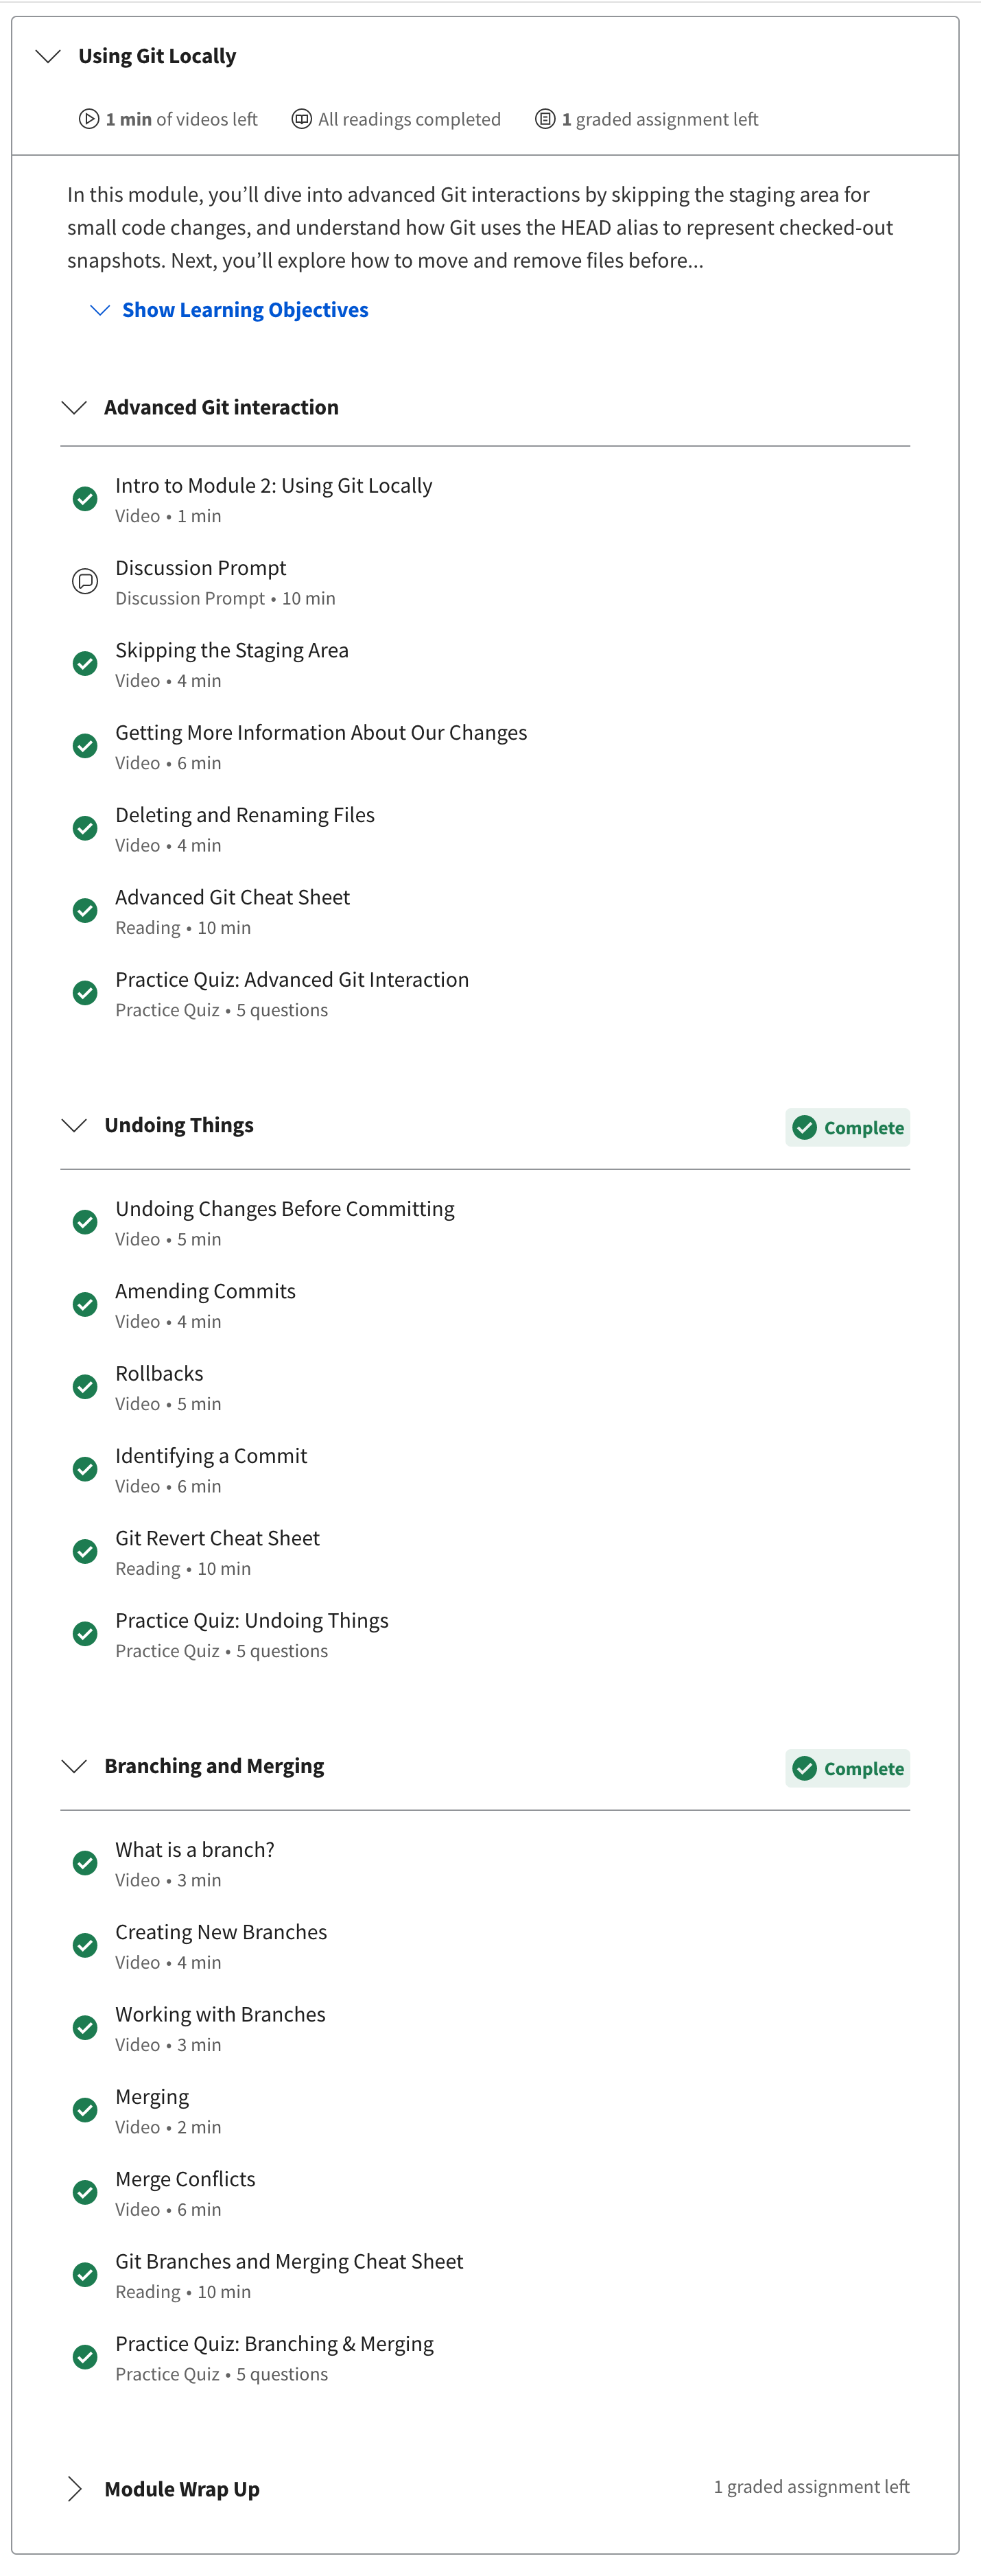 Using Git Locally
1 min of videos left All readings completed 1 graded assignment left
In this module, you’ll dive into advanced Git interactions by skipping the staging area for
small code changes, and understand how Git uses the HEAD alias to represent checked-out
snapshots. Next, you’ll explore how to move and remove files before...
Show Learning Objectives
Advanced Git interaction
Intro to Module 2: Using Git Locally
Video • 1 min
Discussion Prompt
Discussion Prompt • 10 min
Skipping the Staging Area
Video • 4 min
Getting More Information About Our Changes
Video • 6 min
Deleting and Renaming Files
Video • 4 min
Advanced Git Cheat Sheet
Reading • 10 min
Practice Quiz: Advanced Git Interaction
Practice Quiz • 5 questions
Undoing Things Complete
Undoing Changes Before Committing
Video • 5 min
Amending Commits
Video • 4 min
Rollbacks
Video • 5 min
Identifying a Commit
Video • 6 min
Git Revert Cheat Sheet
Reading • 10 min
Practice Quiz: Undoing Things
Practice Quiz • 5 questions
Branching and Merging Complete
What is a branch?
Video • 3 min
Creating New Branches
Video • 4 min
Working with Branches
Video • 3 min
Merging
Video • 2 min
Merge Conflicts
Video • 6 min
Git Branches and Merging Cheat Sheet
Reading • 10 min
Practice Quiz: Branching & Merging
Practice Quiz • 5 questions
Module Wrap Up 1 graded assignment left